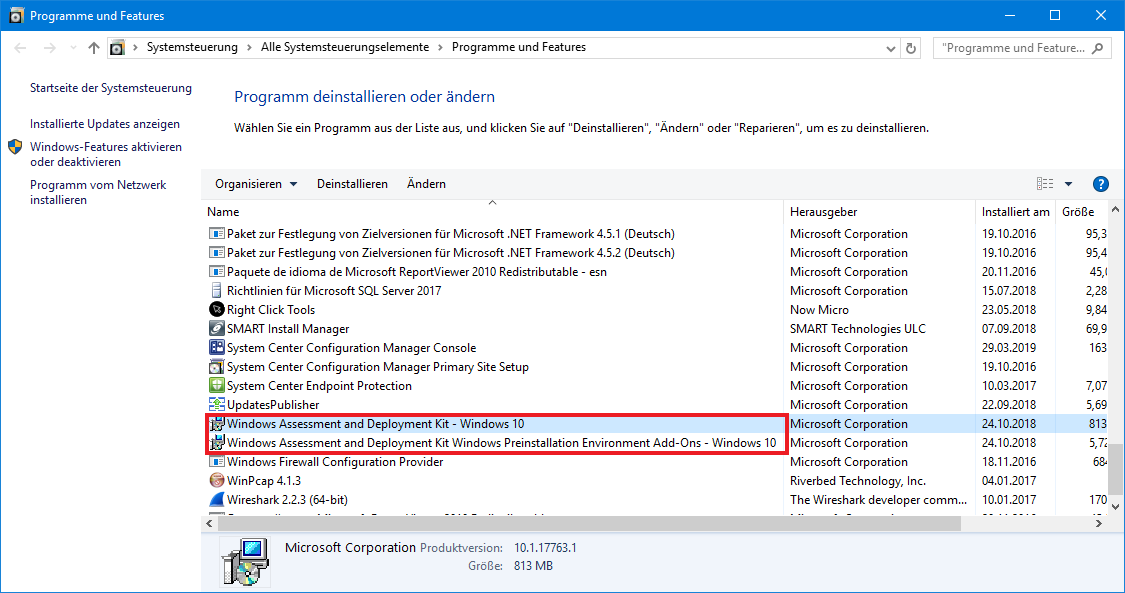 Programme und Features
Systemsteuerung > Alle Systemsteuerungselemente > Programme und Features
"Programme und Feature...
Startseite der Systemsteuerung
Installierte Updates anzeigen
Windows-Features aktivieren
oder deaktivieren
Programm vom Netzwerk
installieren
Programm deinstallieren oder ändern
Wählen Sie ein Programm aus der Liste aus, und klicken Sie auf "Deinstallieren", "Ändern" oder "Reparieren", um es zu deinstallieren.
Organisieren Deinstallieren Ändern
Name Herausgeber Installiert am Größe
Paket zur Festlegung von Zielversionen für Microsoft .NET Framework 4.5.1 (Deutsch) Microsoft Corporation 19.10.2016 95,3
Paket zur Festlegung von Zielversionen für Microsoft .NET Framework 4.5.2 (Deutsch) Microsoft Corporation 19.10.2016 95,4
Paquete de idioma de Microsoft ReportViewer 2010 Redistributable - esn Microsoft Corporation 20.11.2016 45,0
Richtlinien für Microsoft SQL Server 2017 Microsoft Corporation 15.07.2018 2,28
Right Click Tools Now Micro 23.05.2018 9,84
SMART Install Manager SMART Technologies ULC 07.09.2018 69,9
System Center Configuration Manager Console Microsoft Corporation 29.03.2019 163
System Center Configuration Manager Primary Site Setup Microsoft Corporation 19.10.2016
System Center Endpoint Protection Microsoft Corporation 10.03.2017 7,07
UpdatesPublisher Microsoft Corporation 22.09.2018 5,69
Windows Assessment and Deployment Kit - Windows 10 Microsoft Corporation 24.10.2018 813
Windows Assessment and Deployment Kit Windows Preinstallation Environment Add-Ons - Windows 10 Microsoft Corporation 24.10.2018 5,72
Windows Firewall Configuration Provider Microsoft Corporation 18.11.2016 684
WinPcap 4.1.3 Riverbed Technology, Inc. 04.01.2017
Wireshark 2.2.3 (64-bit) The Wireshark developer comm... 10.01.2017 170
Microsoft Corporation Produktversion: 10.1.17763.1
Größe: 813 MB